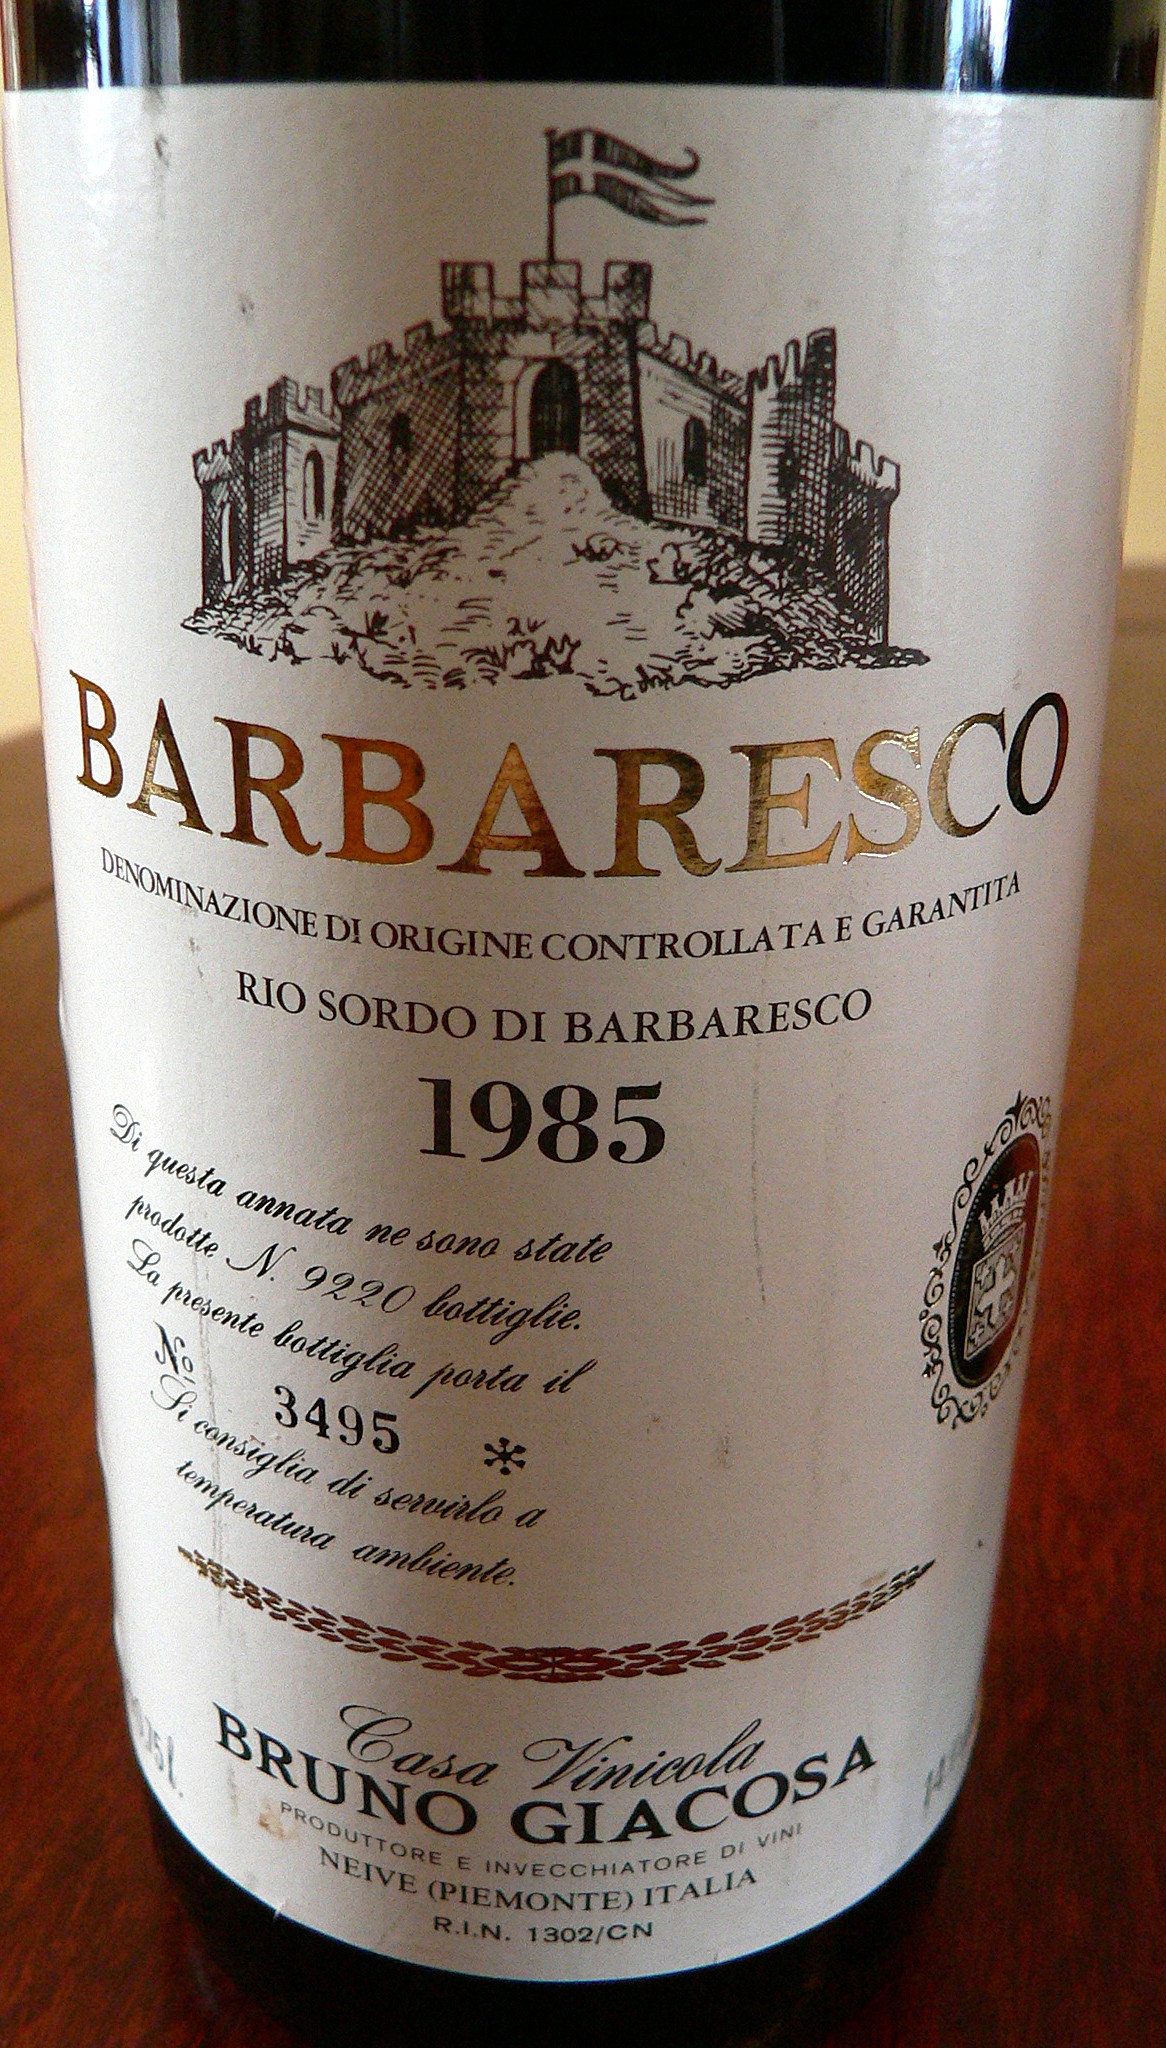 BARBARESCO
DENOMINAZIONE DI ORIGINE CONTROLLATA E GARANTITA
RIO SORDO DI BARBARESCO
1985
Di questa annata ne sono state
prodotte N. 9220 bottiglie.
La presente bottiglia porta il
No. 3495 *
Si consiglia di servirlo a
temperatura ambiente.
Casa Vinicola
BRUNO GIACOSA
PRODUTTORE E INVECCHIATORE DI VINI
NEIVE (PIEMONTE) ITALIA
R.I.N. 1302/CN